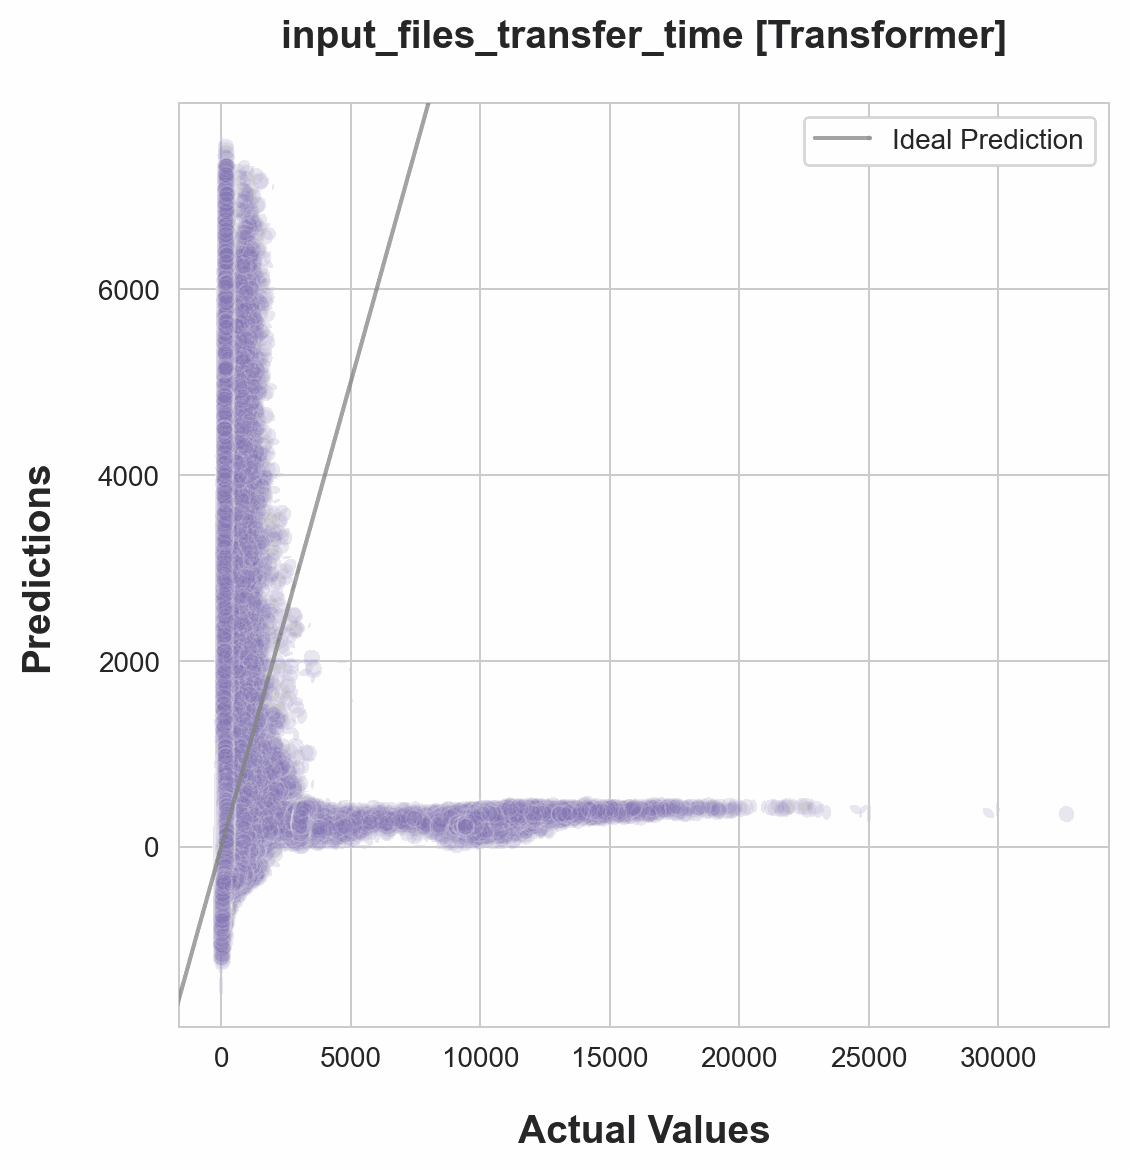 input_files_transfer_time [Transformer]
Ideal Prediction
6000
4000
2000
0
Predictions
0 5000 10000 15000 20000 25000 30000
Actual Values